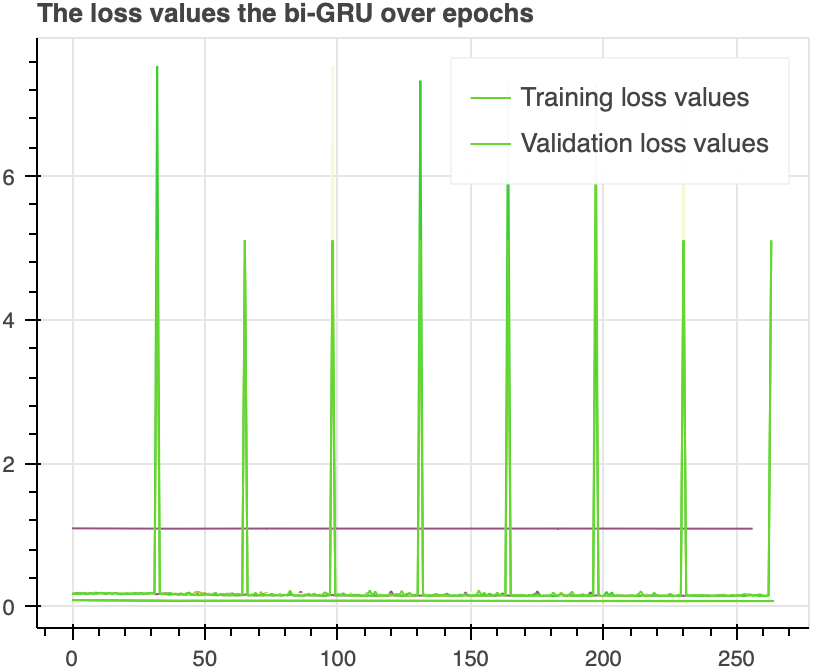 The loss values the bi-GRU over epochs
Training loss values
Validation loss values
6
4
2
0
0 50 100 150 200 250